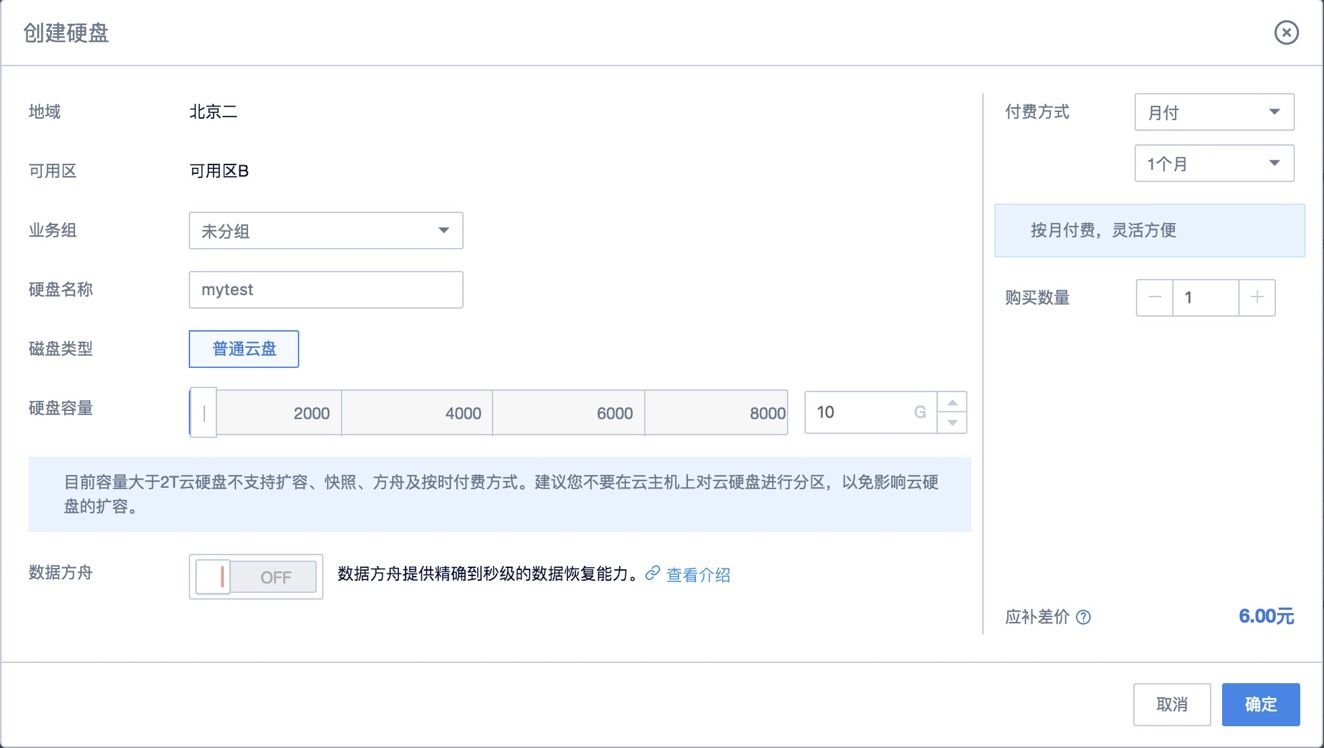 创建硬盘
地域
北京二
可用区
可用区B
业务组
未分组
硬盘名称
mytest
磁盘类型
普通云盘
硬盘容量
2000
4000
6000
8000
10
G
目前容量大于2T云硬盘不支持扩容、快照、方舟及按时付费方式。建议您不要在云主机上对云硬盘进行分区，以免影响云硬
盘的扩容。
数据方舟
OFF
数据方舟提供精确到秒级的数据恢复能力。
查看介绍
付费方式
月付
1个月
按月付费，灵活方便
购买数量
1
应补差价
6.00元
取消
确定